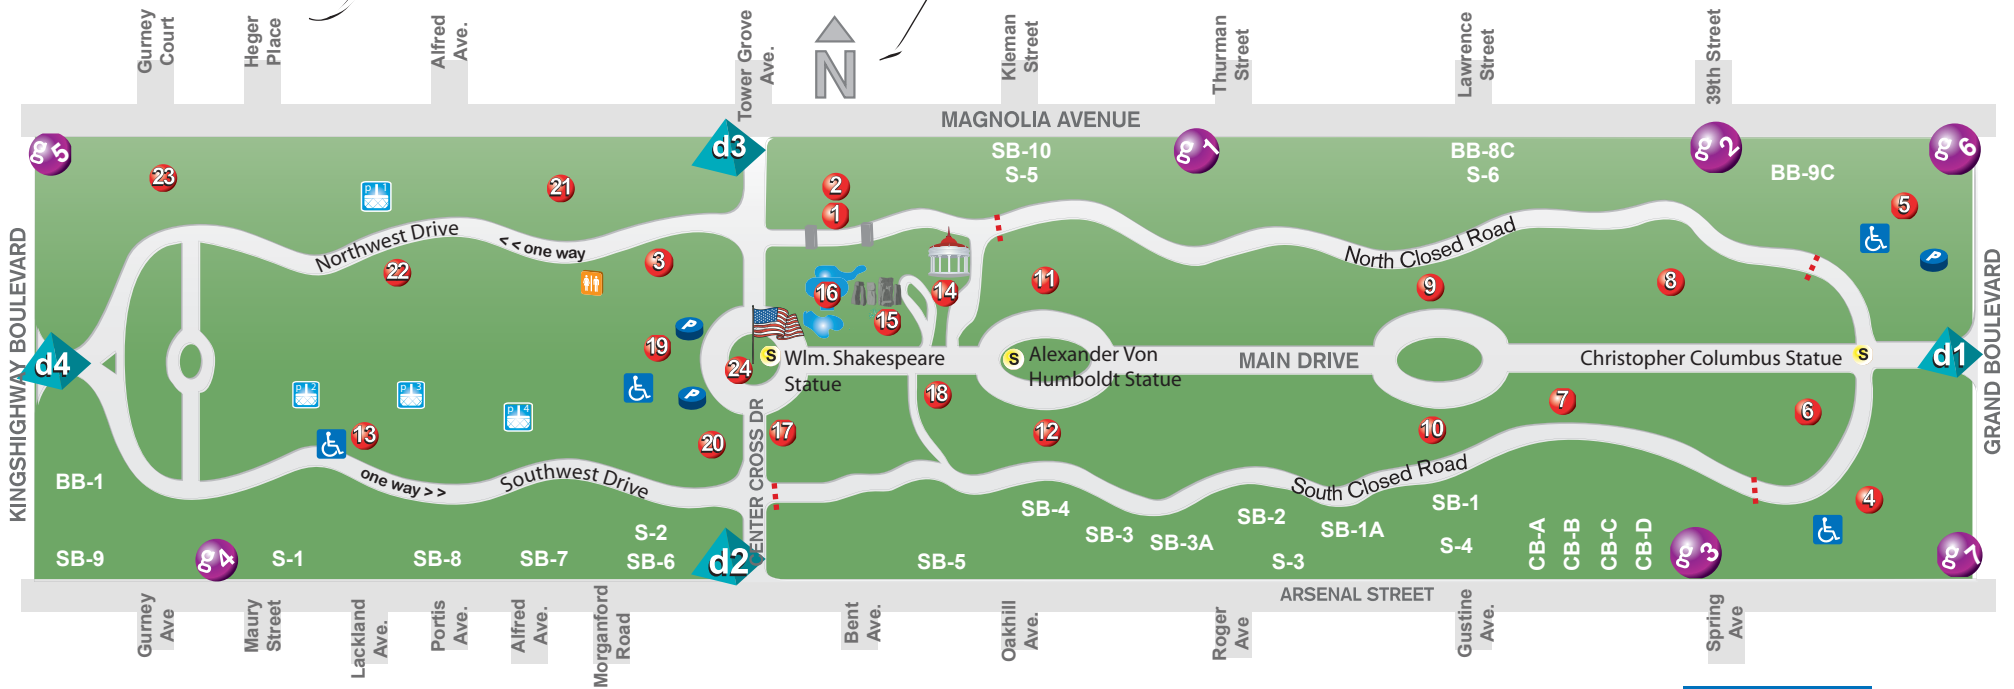 Gurney
Court
Heger
Place
Alfred
Ave.
Tower Grove
Ave.
N
Kleman
Street
Thurman
Street
Lawrence
Street
39th Street
MAGNOLIA AVENUE
g5
d3
SB-10
S-5
g1
BB-8C
S-6
g2
BB-9C
g6
23
p1
21
2
1
5
Northwest Drive
<< one way
22
3
North Closed Road
P
KINGSHIGHWAY BOULEVARD
GRAND BOULEVARD
16
14
15
11
9
8
P
19
24
d4
S Wlm. Shakespeare
Statue
S Alexander Von
Humboldt Statue
MAIN DRIVE
Christopher Columbus Statue S
d1
p2
p3
p4
P
18
7
6
13
20
17
12
10
one way >>
Southwest Drive
CENTER CROSS DR
South Closed Road
BB-1
4
SB-4
SB-3
SB-3A
SB-2
SB-1A
SB-1
S-2
SB-9
g4
S-1
SB-8
SB-7
SB-6
d2
SB-5
S-3
S-4
CB-A
CB-B
CB-C
CB-D
g3
g7
ARSENAL STREET
Gurney
Ave
Maury
Street
Lackland
Ave.
Portis
Ave.
Alfred
Ave.
Morganford
Road
Bent
Ave.
Oakhill
Ave.
Roger
Ave
Gustine
Ave.
Spring
Ave